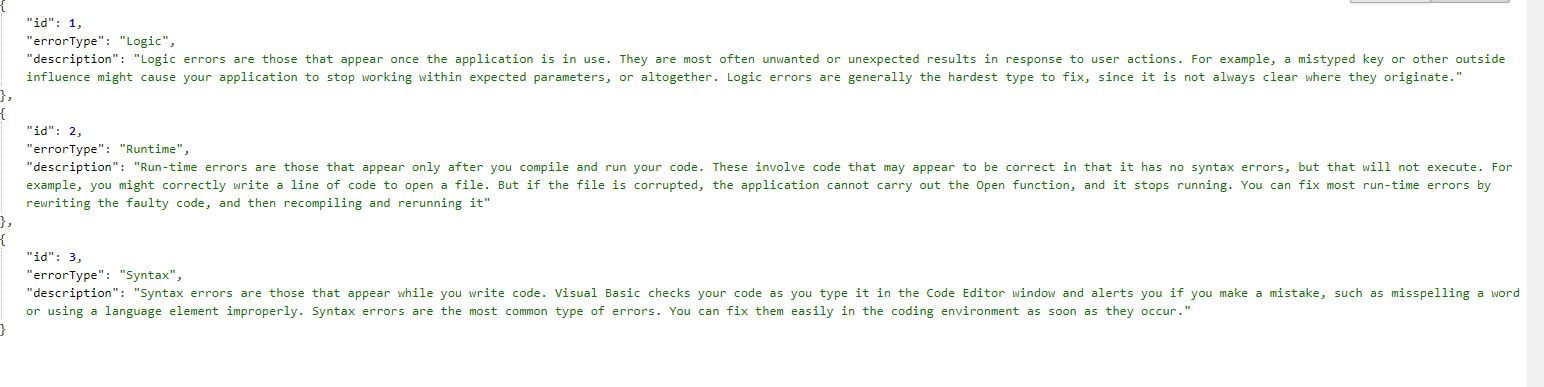 {
"id": 1,
"errorType": "Logic",
"description": "Logic errors are those that appear once the application is in use. They are most often unwanted or unexpected results in response to user actions. For example, a mistyped key or other outside
influence might cause your application to stop working within expected parameters, or altogether. Logic errors are generally the hardest type to fix, since it is not always clear where they originate."
},
{
"id": 2,
"errorType": "Runtime",
"description": "Run-time errors are those that appear only after you compile and run your code. These involve code that may appear to be correct in that it has no syntax errors, but that will not execute. For
example, you might correctly write a line of code to open a file. But if the file is corrupted, the application cannot carry out the Open function, and it stops running. You can fix most run-time errors by
rewriting the faulty code, and then recompiling and rerunning it"
},
{
"id": 3,
"errorType": "Syntax",
"description": "Syntax errors are those that appear while you write code. Visual Basic checks your code as you type it in the Code Editor window and alerts you if you make a mistake, such as misspelling a word
or using a language element improperly. Syntax errors are the most common type of errors. You can fix them easily in the coding environment as soon as they occur."
}